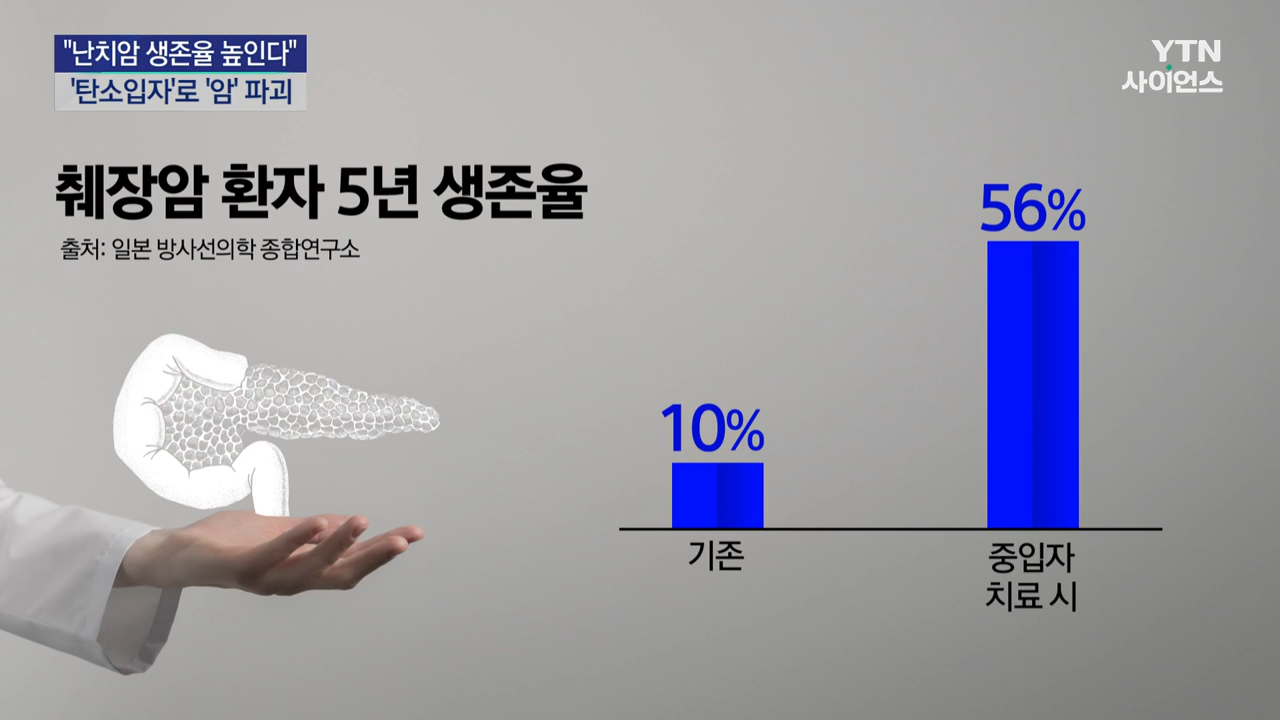 "난치암 생존율 높인다"
'탄소입자'로 '암' 파괴
YTN
사이언스
췌장암 환자 5년 생존율
출처: 일본 방사선의학 종합연구소
10%
56%
기존
중입자
치료 시